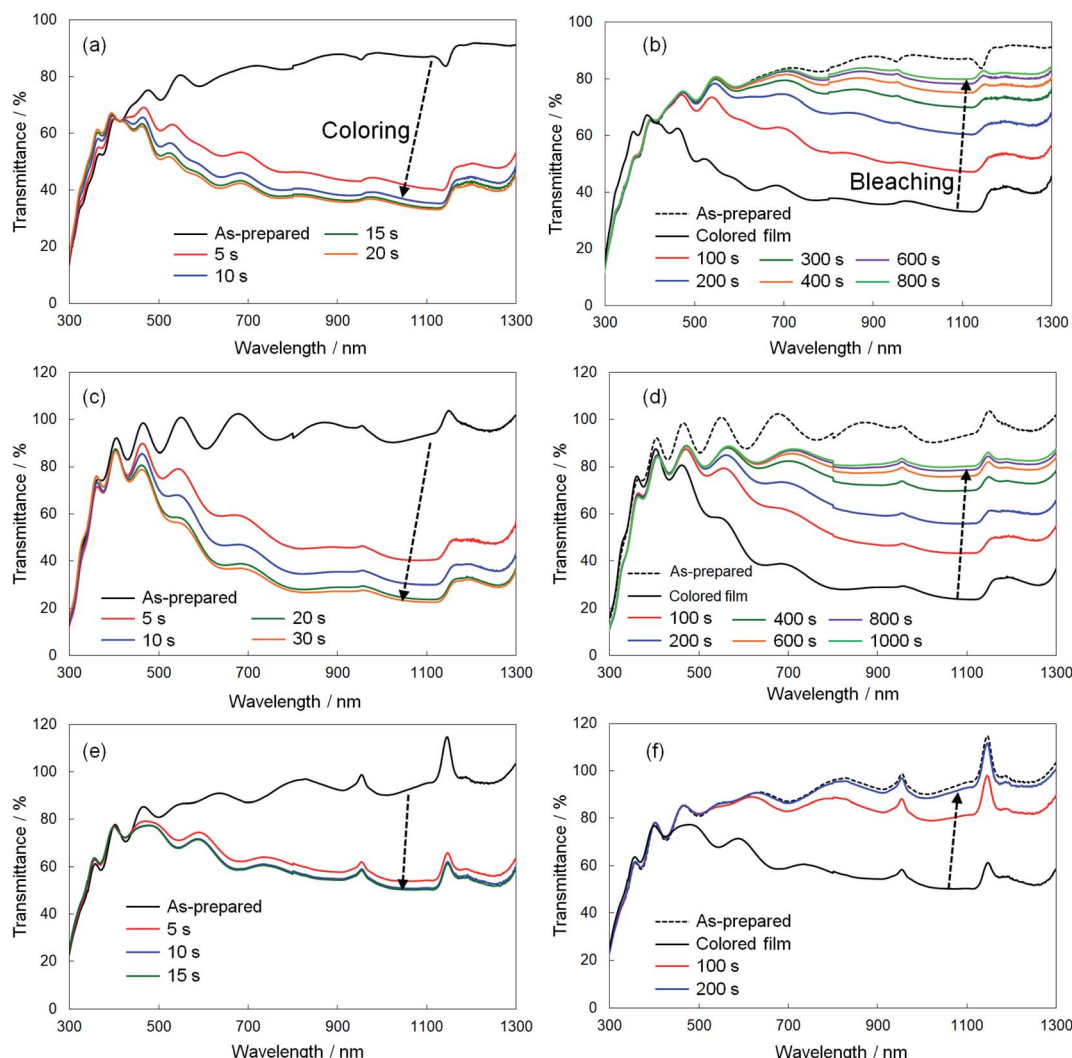 (a)
Transmittance / %
100
80
60
40
20
0
Coloring
As-prepared
15 s
5 s
20 s
10 s
300
500
700
900
1100
1300
Wavelength / nm
(b)
Transmittance / %
100
80
60
40
20
0
Bleaching
As-prepared
Colored film
100 s
300 s
600 s
200 s
400 s
800 s
300
500
700
900
1100
1300
Wavelength / nm
(c)
Transmittance / %
120
100
80
60
40
20
0
As-prepared
5 s
20 s
10 s
30 s
300
500
700
900
1100
1300
Wavelength / nm
(d)
Transmittance / %
120
100
80
60
40
20
0
As-prepared
Colored film
100 s
400 s
800 s
200 s
600 s
1000 s
300
500
700
900
1100
1300
Wavelength / nm
(e)
Transmittance / %
120
100
80
60
40
20
0
As-prepared
5 s
10 s
15 s
300
500
700
900
1100
1300
Wavelength / nm
(f)
Transmittance / %
120
100
80
60
40
20
0
As-prepared
Colored film
100 s
200 s
300
500
700
900
1100
1300
Wavelength / nm